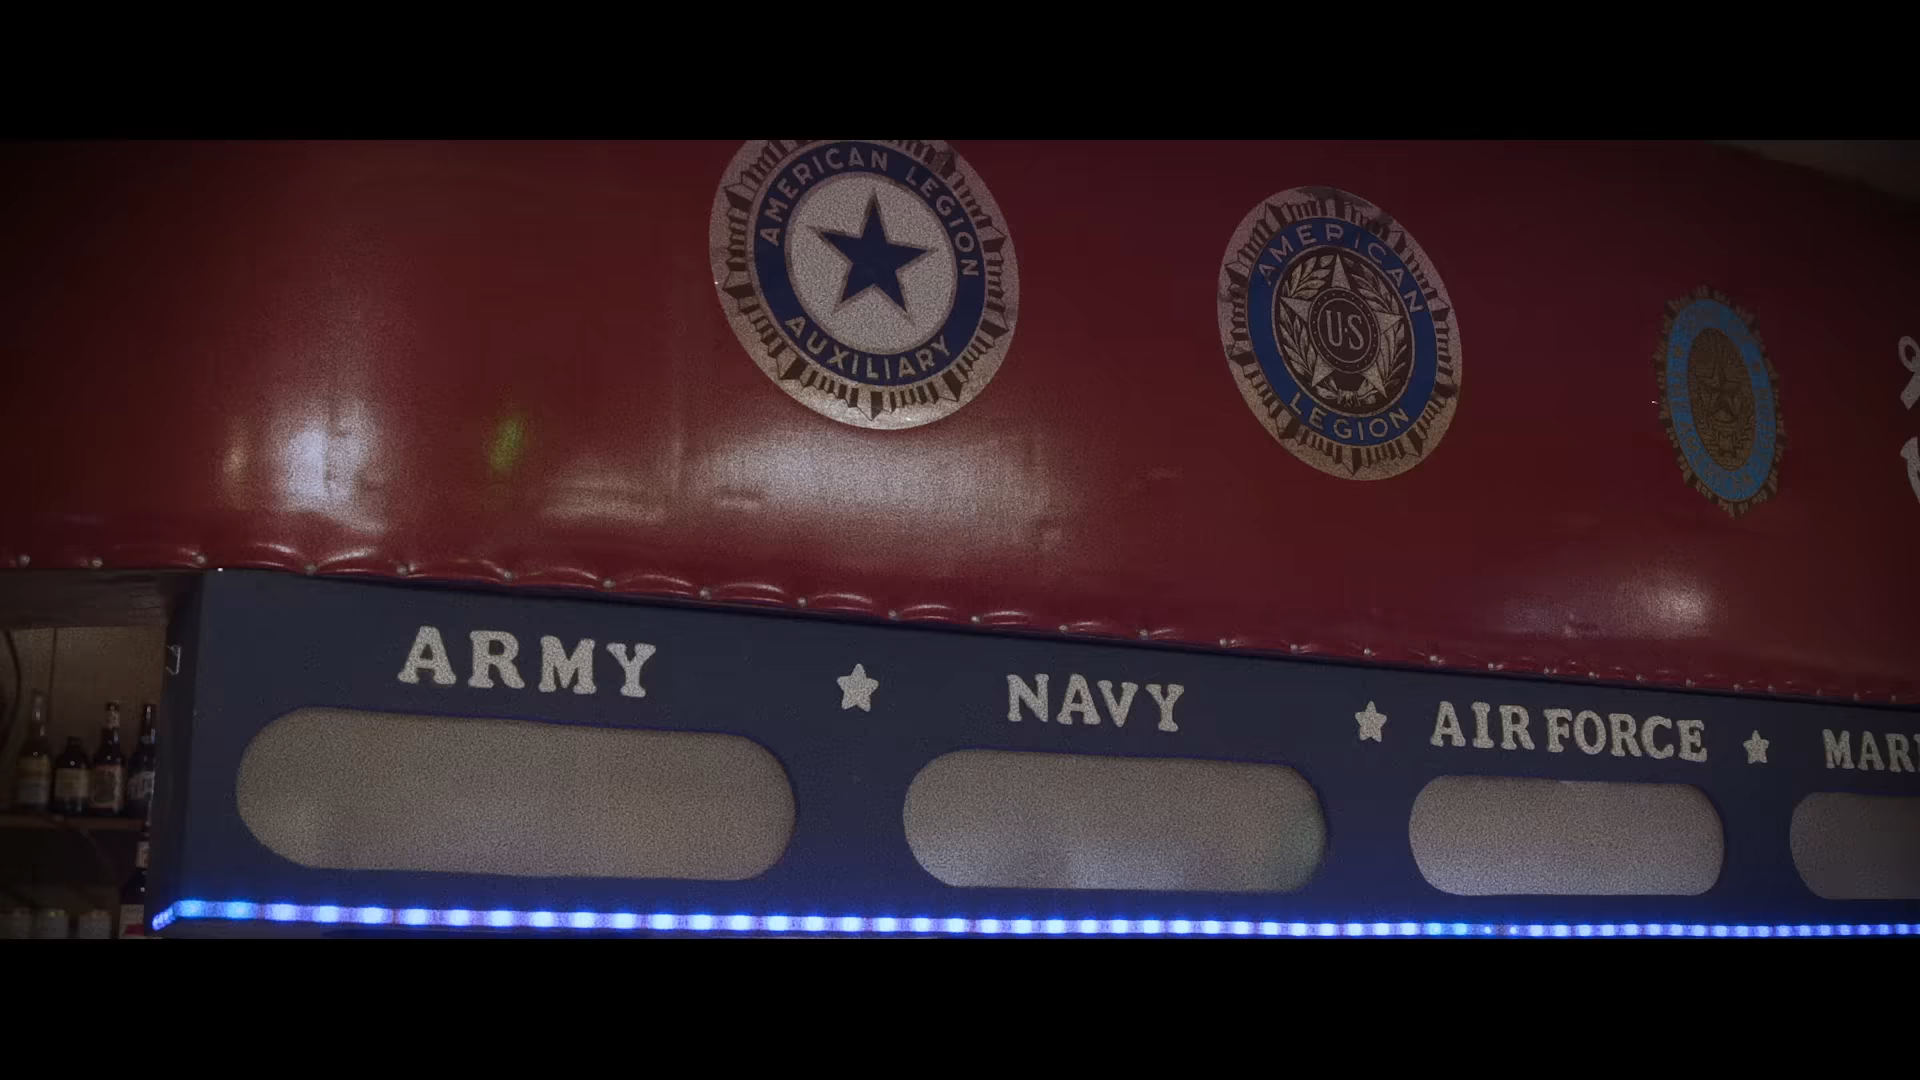 AMERICAN LEGION
AUXILIARY
AMERICAN
U·S
LEGION
ARMY
NAVY
AIR FORCE